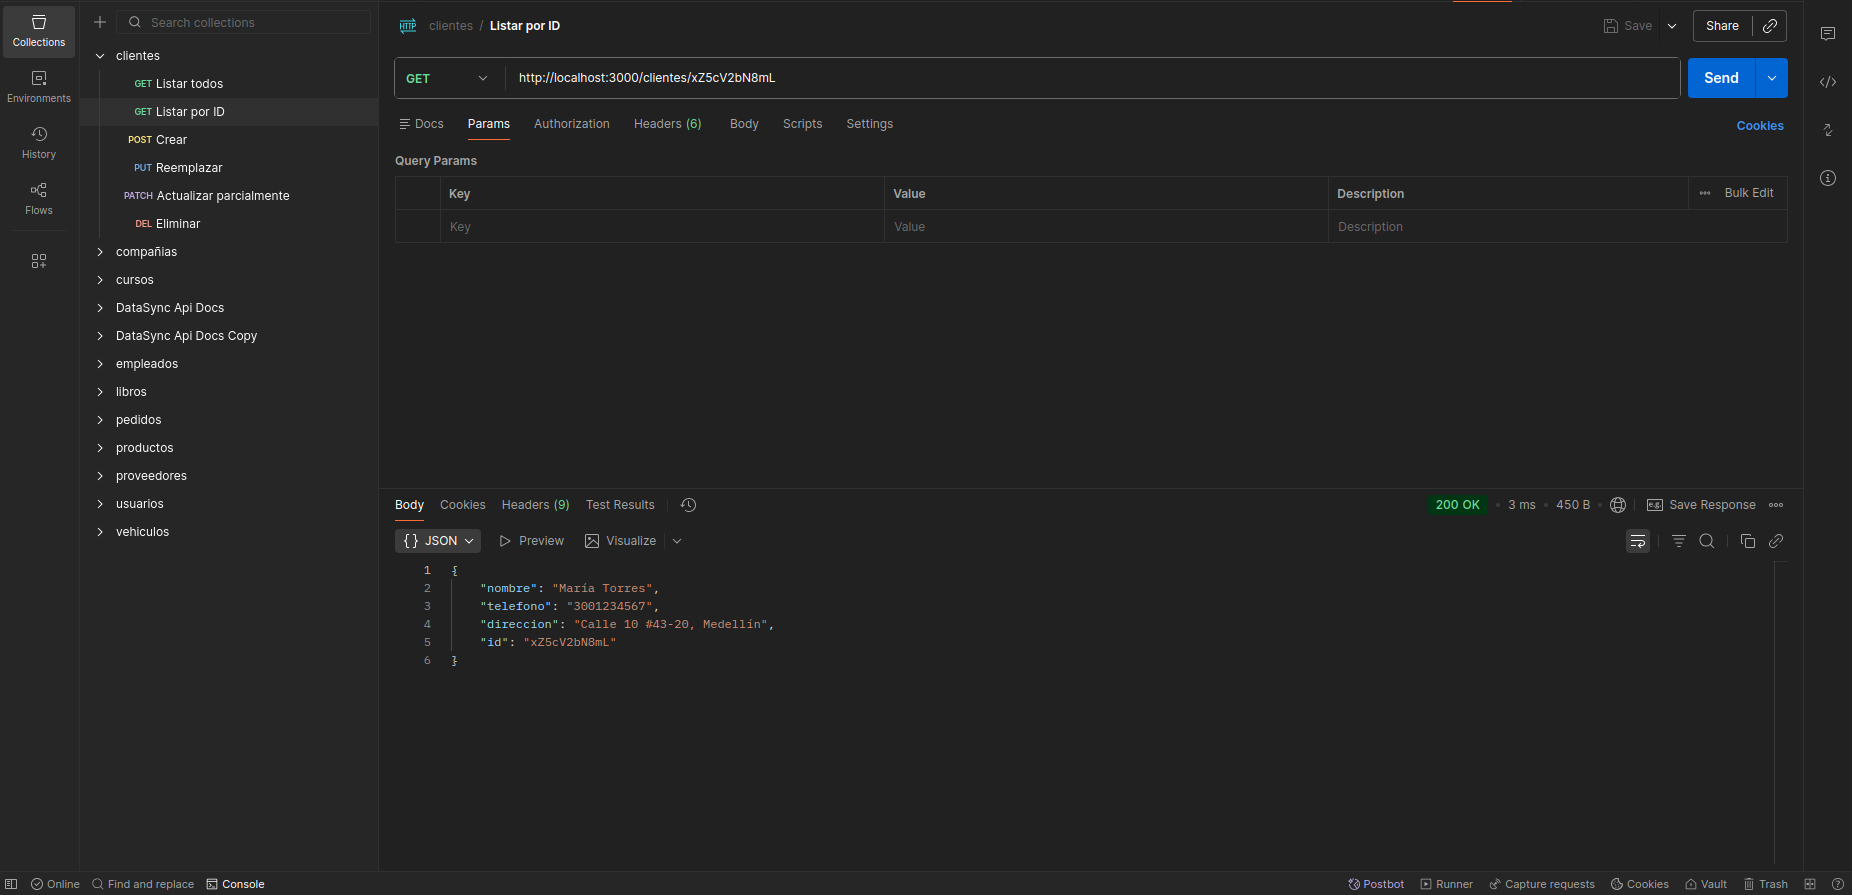 Collections
Environments
History
Flows
Search collections
clientes
GET Listar todos
GET Listar por ID
POST Crear
PUT Reemplazar
PATCH Actualizar parcialmente
DEL Eliminar
compañias
cursos
DataSync Api Docs
DataSync Api Docs Copy
empleados
libros
pedidos
productos
proveedores
usuarios
vehiculos
HTTP clientes / Listar por ID
Save Share
GET http://localhost:3000/clientes/xZ5cV2bN8mL Send
Docs Params Authorization Headers (6) Body Scripts Settings Cookies
Query Params
Key Value Description ••• Bulk Edit
Key Value Description
Body Cookies Headers (9) Test Results 200 OK • 3 ms • 450 B • e.g. Save Response
{ } JSON Preview Visualize
1 {
2 "nombre": "María Torres",
3 "telefono": "3001234567",
4 "direccion": "Calle 10 #43-20, Medellín",
5 "id": "xZ5cV2bN8mL"
6 }
Online Find and replace Console Postbot Runner Capture requests Cookies Vault Trash